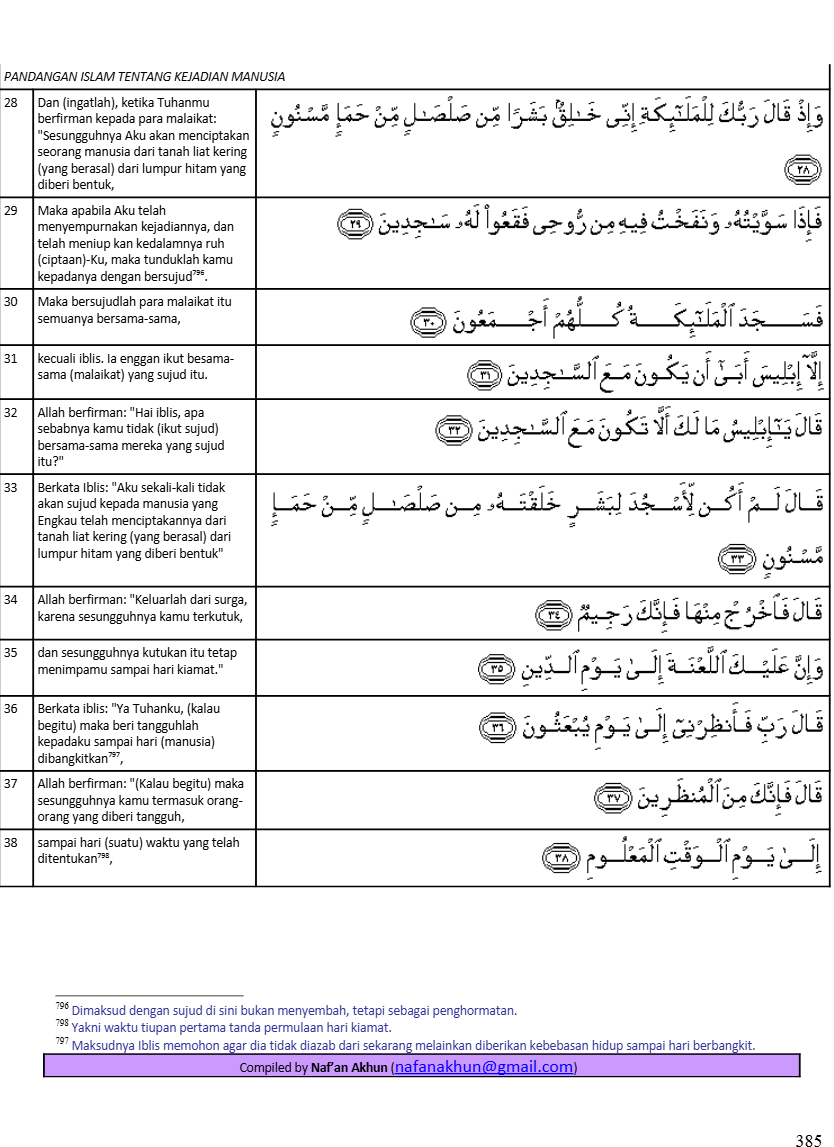 PANDANGAN ISLAM TENTANG KEJADIAN MANUSIA
28
Dan (ingatlah), ketika Tuhanmu
berfirman kepada para malaikat:
"Sesungguhnya Aku akan menciptakan
seorang manusia dari tanah liat kering
(yang berasal) dari lumpur hitam yang
diberi bentuk,
وَإِذْ قَالَ رَبُّكَ لِلْمَلَـٰٓئِكَةِ إِنِّى خَـٰلِقٌۢ بَشَرًا مِّن صَلْصَـٰلٍ مِّنْ حَمَإٍ مَّسْنُونٍ
﴿٢٨﴾
29
Maka apabila Aku telah
menyempurnakan kejadiannya, dan
telah meniup kan kedalamnya ruh
(ciptaan)-Ku, maka tunduklah kamu
kepadanya dengan bersujud⁷⁹⁶.
فَإِذَا سَوَّيْتُهُۥ وَنَفَخْتُ فِيهِ مِن رُّوحِى فَقَعُوا۟ لَهُۥ سَـٰجِدِينَ ﴿٢٩﴾
30
Maka bersujudlah para malaikat itu
semuanya bersama-sama,
فَسَجَدَ ٱلْمَلَـٰٓئِكَةُ كُلُّهُمْ أَجْمَعُونَ ﴿٣٠﴾
31
kecuali iblis. Ia enggan ikut besama-
sama (malaikat) yang sujud itu.
إِلَّآ إِبْلِيسَ أَبَىٰٓ أَن يَكُونَ مَعَ ٱلسَّـٰجِدِينَ ﴿٣١﴾
32
Allah berfirman: "Hai iblis, apa
sebabnya kamu tidak (ikut sujud)
bersama-sama mereka yang sujud
itu?"
قَالَ يَـٰٓإِبْلِيسُ مَا لَكَ أَلَّا تَكُونَ مَعَ ٱلسَّـٰجِدِينَ ﴿٣٢﴾
33
Berkata Iblis: "Aku sekali-kali tidak
akan sujud kepada manusia yang
Engkau telah menciptakannya dari
tanah liat kering (yang berasal) dari
lumpur hitam yang diberi bentuk"
قَالَ لَمْ أَكُن لِّأَسْجُدَ لِبَشَرٍ خَلَقْتَهُۥ مِن صَلْصَـٰلٍ مِّنْ حَمَإٍ
مَّسْنُونٍ ﴿٣٣﴾
34
Allah berfirman: "Keluarlah dari surga,
karena sesungguhnya kamu terkutuk,
قَالَ فَٱخْرُجْ مِنْهَا فَإِنَّكَ رَجِيمٌ ﴿٣٤﴾
35
dan sesungguhnya kutukan itu tetap
menimpamu sampai hari kiamat."
وَإِنَّ عَلَيْكَ ٱللَّعْنَةَ إِلَىٰ يَوْمِ ٱلدِّينِ ﴿٣٥﴾
36
Berkata iblis: "Ya Tuhanku, (kalau
begitu) maka beri tangguhlah
kepadaku sampai hari (manusia)
dibangkitkan⁷⁹⁷,
قَالَ رَبِّ فَأَنظِرْنِىٓ إِلَىٰ يَوْمِ يُبْعَثُونَ ﴿٣٦﴾
37
Allah berfirman: "(Kalau begitu) maka
sesungguhnya kamu termasuk orang-
orang yang diberi tangguh,
قَالَ فَإِنَّكَ مِنَ ٱلْمُنظَرِينَ ﴿٣٧﴾
38
sampai hari (suatu) waktu yang telah
ditentukan⁷⁹⁸,
إِلَىٰ يَوْمِ ٱلْوَقْتِ ٱلْمَعْلُومِ ﴿٣٨﴾
⁷⁹⁶ Dimaksud dengan sujud di sini bukan menyembah, tetapi sebagai penghormatan.
⁷⁹⁸ Yakni waktu tiupan pertama tanda permulaan hari kiamat.
⁷⁹⁷ Maksudnya Iblis memohon agar dia tidak diazab dari sekarang melainkan diberikan kebebasan hidup sampai hari berbangkit.
Compiled by Naf’an Akhun (nafanakhun@gmail.com)
385